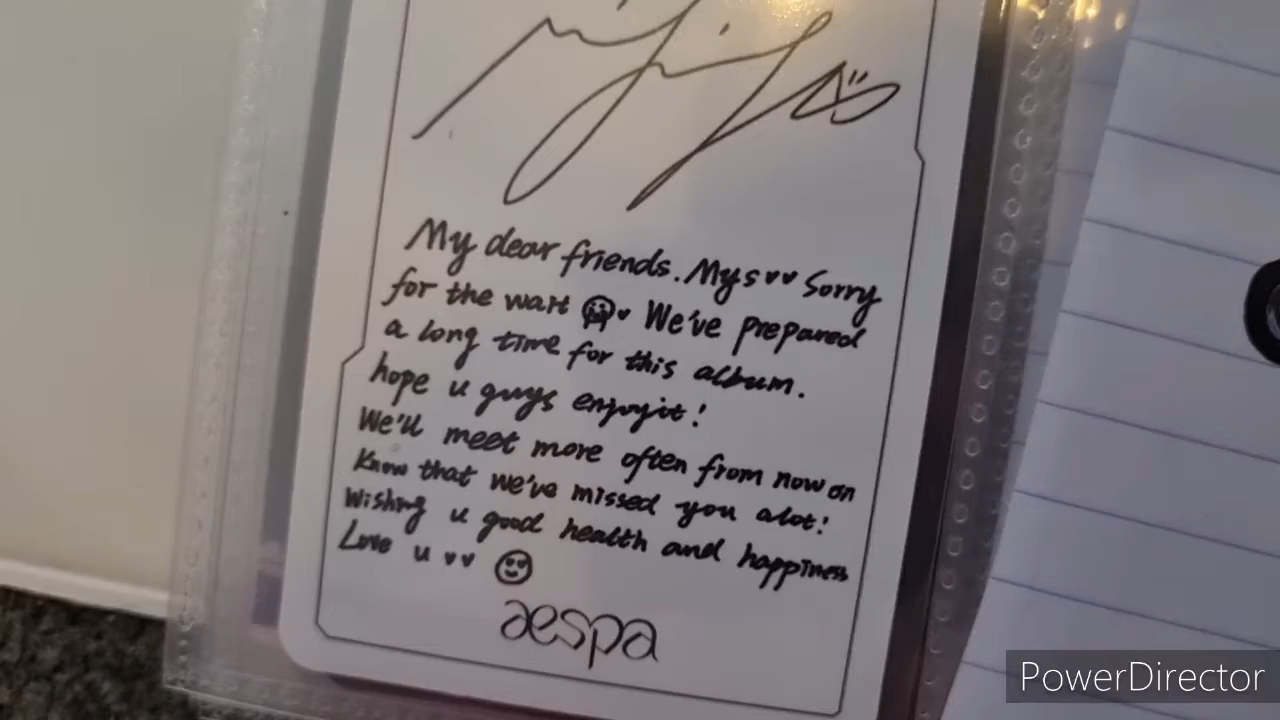 My dear friends. Mys♥♥ Sorry
for the wait ♥ We've prepared
a long time for this album.
hope u guys enjoyit!
We'll meet more often from now on
Know that we've missed you alot!
Wishing u good health and happiness
Love u ♥♥
aespa
PowerDirector